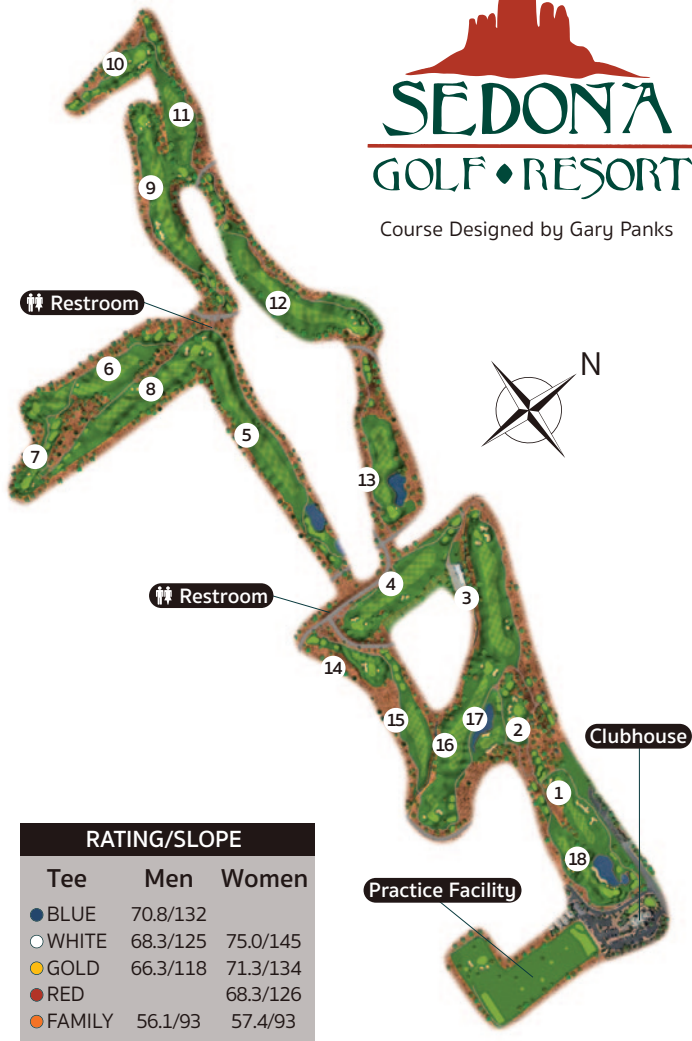 SEDONA
GOLF ♦ RESORT
Course Designed by Gary Panks
10
11
9
Restroom
12
6
8
N
5
7
13
4
Restroom
3
14
15
17
2
16
Clubhouse
1
18
Practice Facility
RATING/SLOPE
Tee Men Women
BLUE 70.8/132
WHITE 68.3/125 75.0/145
GOLD 66.3/118 71.3/134
RED 68.3/126
FAMILY 56.1/93 57.4/93